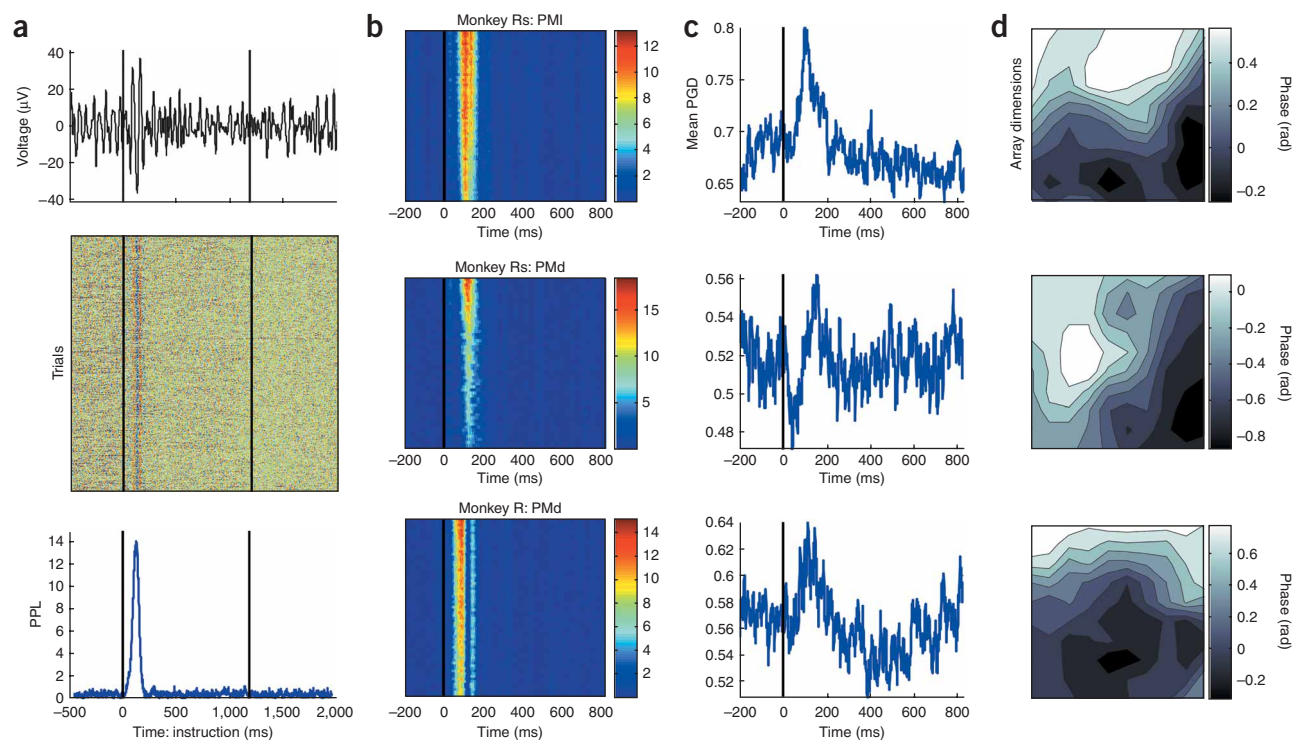 a
40
20
0
−20
−40
Voltage (µV)
Trials
14
12
10
8
6
4
2
0
PPL
−500 0 500 1,000 1,500 2,000
Time: instruction (ms)
b
Monkey Rs: PMI
12
10
8
6
4
2
−200 0 200 400 600 800
Time (ms)
Monkey Rs: PMd
15
10
5
−200 0 200 400 600 800
Time (ms)
Monkey R: PMd
14
12
10
8
6
4
2
−200 0 200 400 600 800
Time (ms)
c
0.8
0.75
0.7
0.65
Mean PGD
−200 0 200 400 600 800
Time (ms)
0.56
0.54
0.52
0.5
0.48
−200 0 200 400 600 800
Time (ms)
0.64
0.62
0.6
0.58
0.56
0.54
0.52
−200 0 200 400 600 800
Time (ms)
d
Array dimensions
0.4
0.2
0
−0.2
Phase (rad)
0
−0.2
−0.4
−0.6
−0.8
Phase (rad)
0.6
0.4
0.2
0
−0.2
Phase (rad)